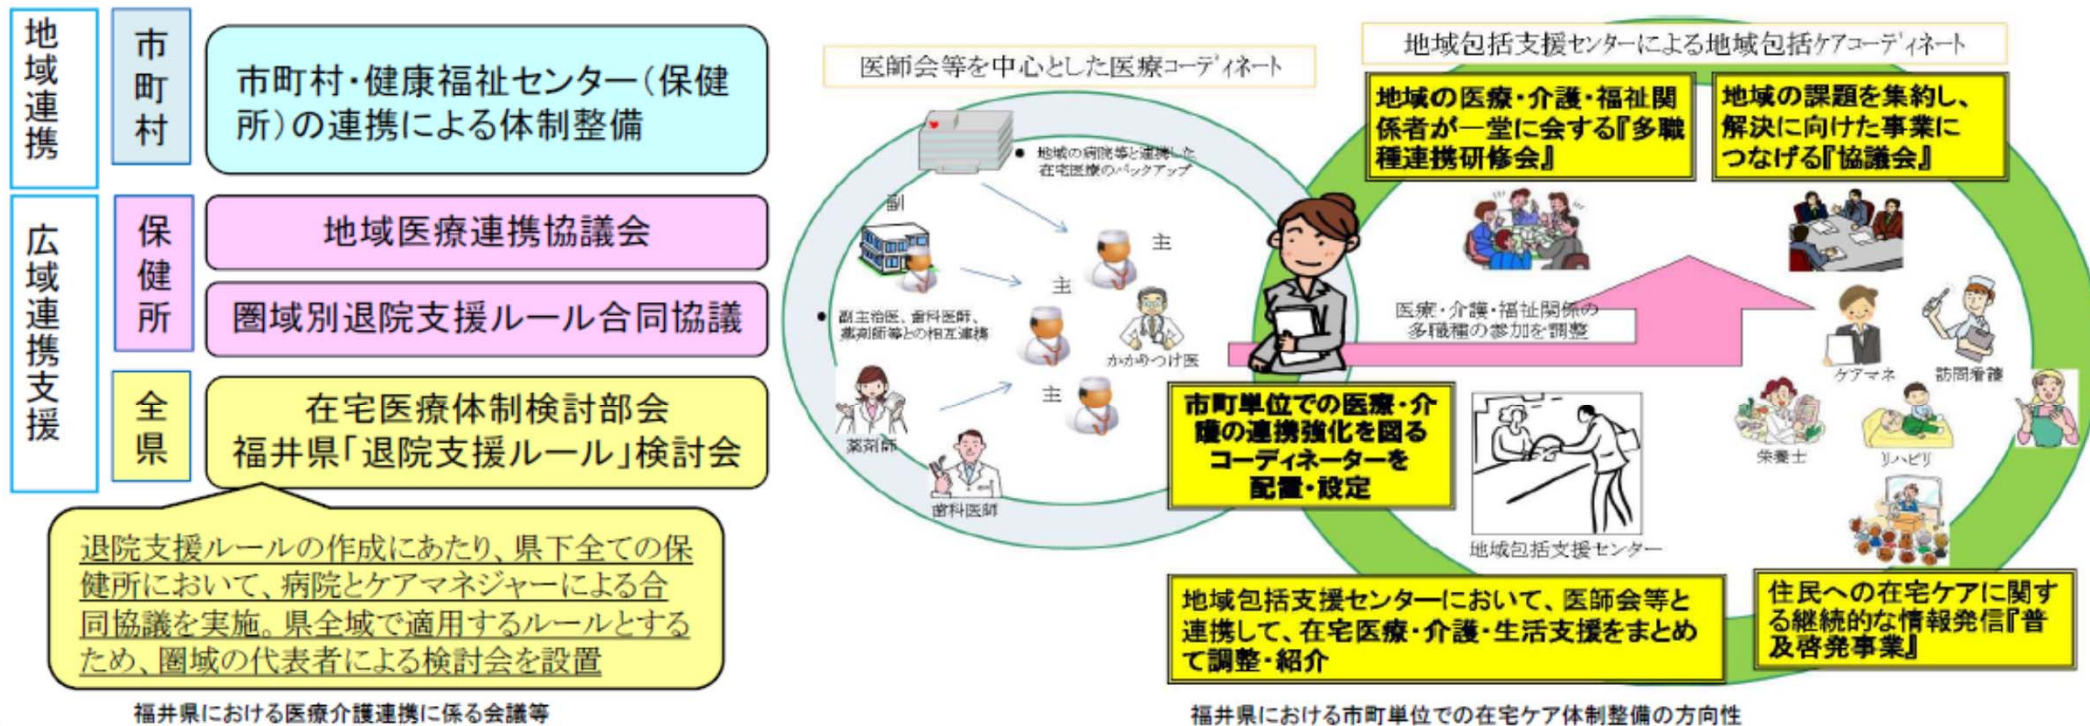 地域連携
市町村
市町村・健康福祉センター（保健
所）の連携による体制整備
広域連携支援
保健所
地域医療連携協議会
圏域別退院支援ルール合同協議
全県
在宅医療体制検討部会
福井県「退院支援ルール」検討会
退院支援ルールの作成にあたり、県下全ての保
健所において、病院とケアマネジャーによる合
同協議を実施。県全域で適用するルールとする
ため、圏域の代表者による検討会を設置
福井県における医療介護連携に係る会議等
医師会等を中心とした医療コーディネート
● 地域の病院等と連携した
在宅医療のバックアップ
副
主
主
● 副主治医、歯科医師、
薬剤師等との相互連携
かかりつけ医
主
薬剤師
歯科医師
地域包括支援センターによる地域包括ケアコーディネート
地域の医療・介護・福祉関
係者が一堂に会する『多職
種連携研修会』
地域の課題を集約し、
解決に向けた事業に
つなげる『協議会』
医療・介護・福祉関係の
多職種の参加を調整
ケアマネ
訪問看護
栄養士
リハビリ
市町単位での医療・介
護の連携強化を図る
コーディネーターを
配置・設定
地域包括支援センター
地域包括支援センターにおいて、医師会等と
連携して、在宅医療・介護・生活支援をまとめ
て調整・紹介
住民への在宅ケアに関す
る継続的な情報発信『普
及啓発事業』
福井県における市町単位での在宅ケア体制整備の方向性